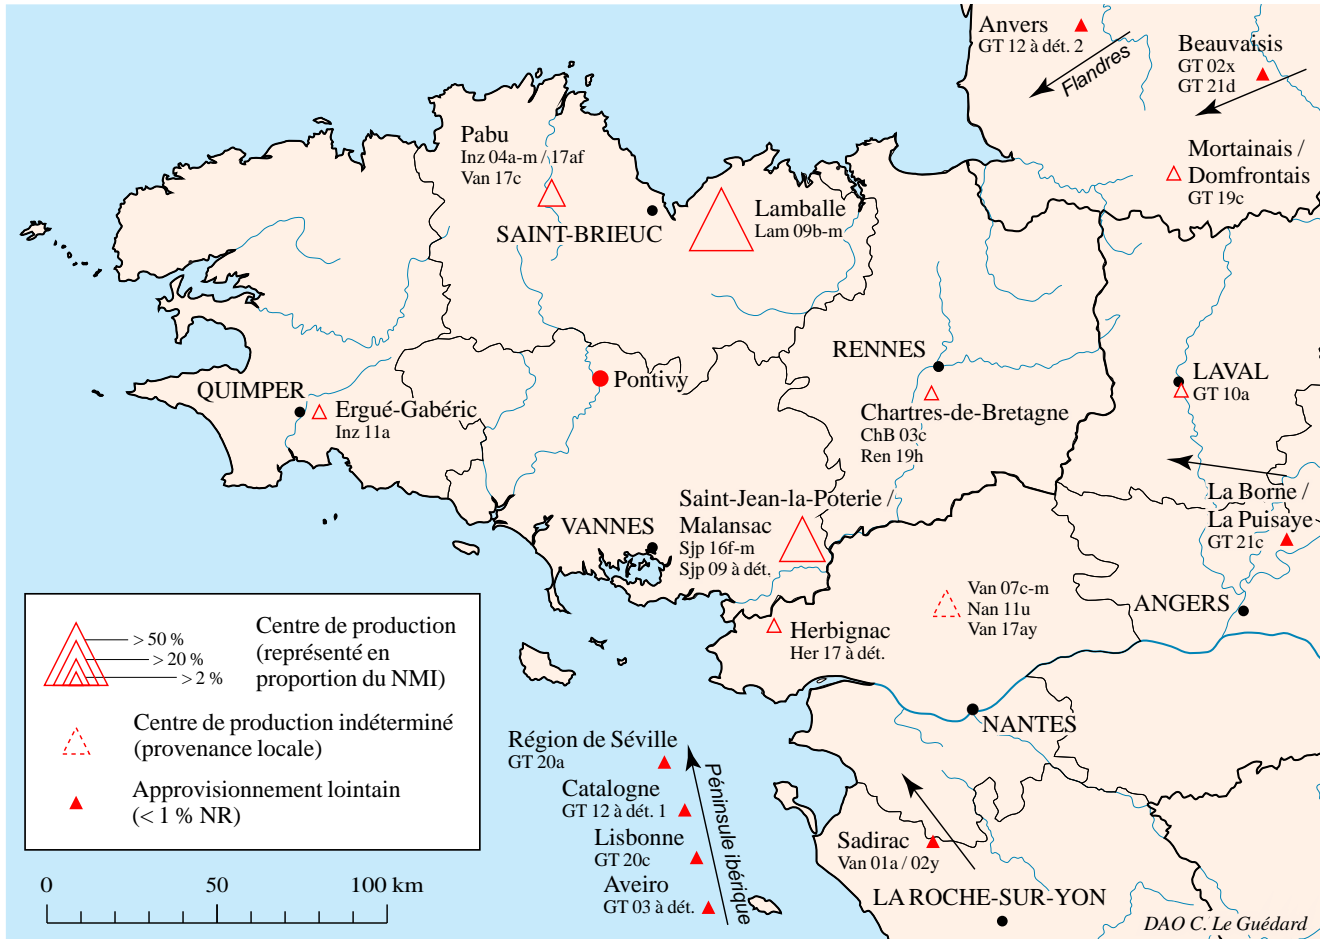 Anvers
GT 12 à dét. 2
Flandres
Beauvaisis
GT 02x
GT 21d
Pabu
Inz 04a-m / 17af
Van 17c
Mortainais /
Domfrontais
GT 19c
SAINT-BRIEUC
Lamballe
Lam 09b-m
RENNES
QUIMPER
Pontivy
LAVAL
GT 10a
Ergué-Gabéric
Inz 11a
Chartres-de-Bretagne
ChB 03c
Ren 19h
Saint-Jean-la-Poterie /
Malansac
Sjp 16f-m
Sjp 09 à dét.
VANNES
La Borne /
La Puisaye
GT 21c
Van 07c-m
Nan 11u
Van 17ay
ANGERS
Herbignac
Her 17 à dét.
> 50 %
> 20 %
> 2 %
Centre de production
(représenté en
proportion du NMI)
Centre de production indéterminé
(provenance locale)
Approvisionnement lointain
(< 1 % NR)
NANTES
Région de Séville
GT 20a
Catalogne
GT 12 à dét. 1
Lisbonne
GT 20c
Aveiro
GT 03 à dét.
Péninsule ibérique
Sadirac
Van 01a / 02y
LA ROCHE-SUR-YON
0 50 100 km
DAO C. Le Guédard